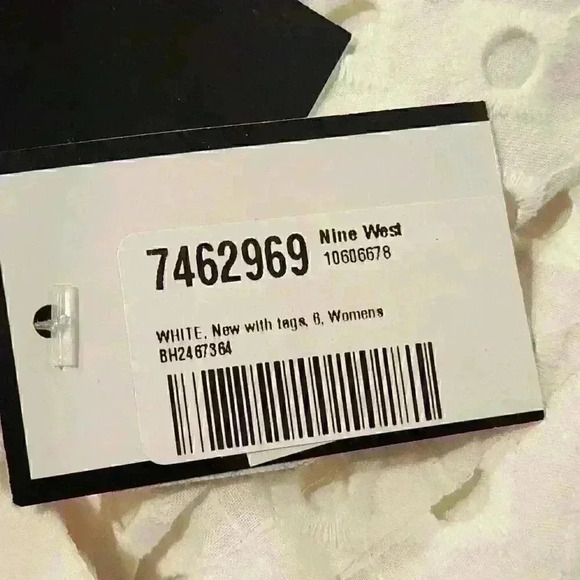 7462969 Nine West
10606678
WHITE, New with tags, 6, Womens
BH2467364